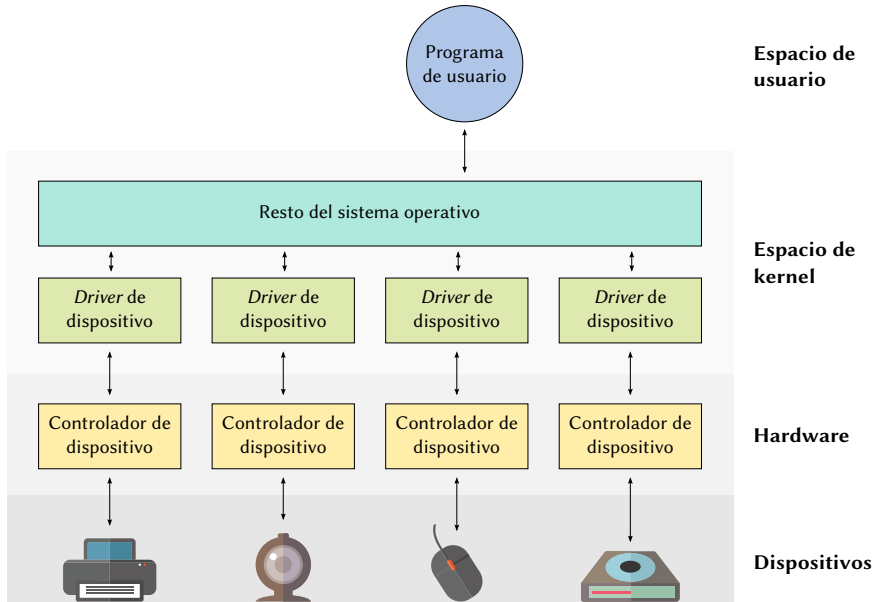 Programa
de usuario
Espacio de
usuario
Resto del sistema operativo
Espacio de
kernel
Driver de
dispositivo
Driver de
dispositivo
Driver de
dispositivo
Driver de
dispositivo
Controlador de
dispositivo
Controlador de
dispositivo
Controlador de
dispositivo
Controlador de
dispositivo
Hardware
Dispositivos